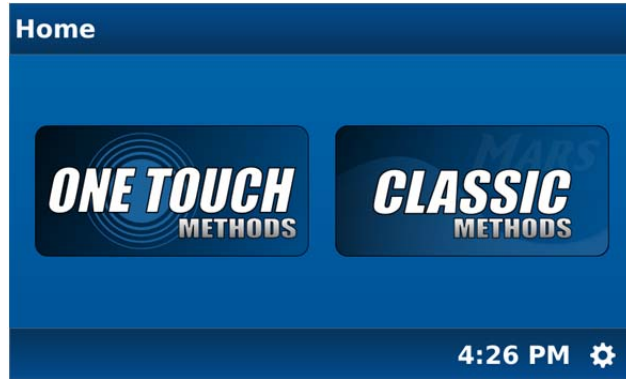 Home
ONE TOUCH
METHODS
MARS
CLASSIC
METHODS
4:26 PM